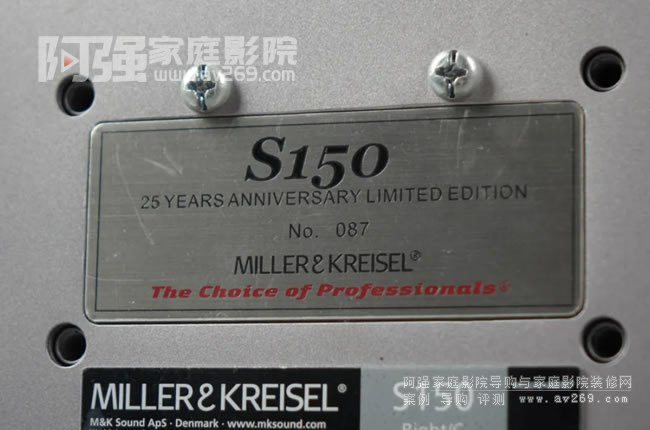 阿强家庭影院
www.av269.com
S150
25 YEARS ANNIVERSARY LIMITED EDITION
No. 087
MILLER&KREISEL®
The Choice of Professionals®
MILLER&KREISEL® S150
M&K Sound ApS · Denmark · www.mksound.com Right/C
阿强家庭影院导购与家庭影院装修网
案例 导购 评测 www.av269.com